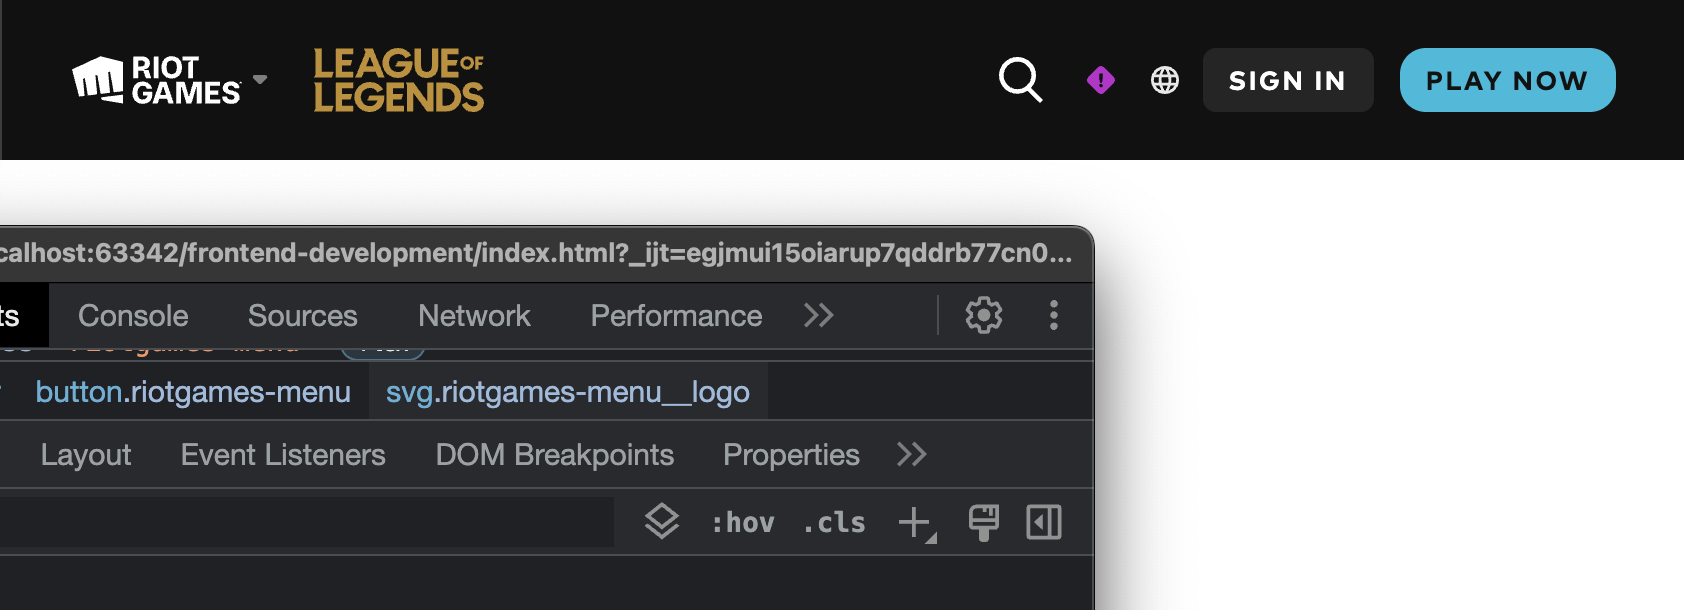 RIOT
GAMES
LEAGUE OF
LEGENDS
SIGN IN
PLAY NOW
calhost:63342/frontend-development/index.html?_ijt=egjmui15oiarup7qddrb77cn0...
ts Console Sources Network Performance
button.riotgames-menu svg.riotgames-menu__logo
Layout Event Listeners DOM Breakpoints Properties
:hov .cls